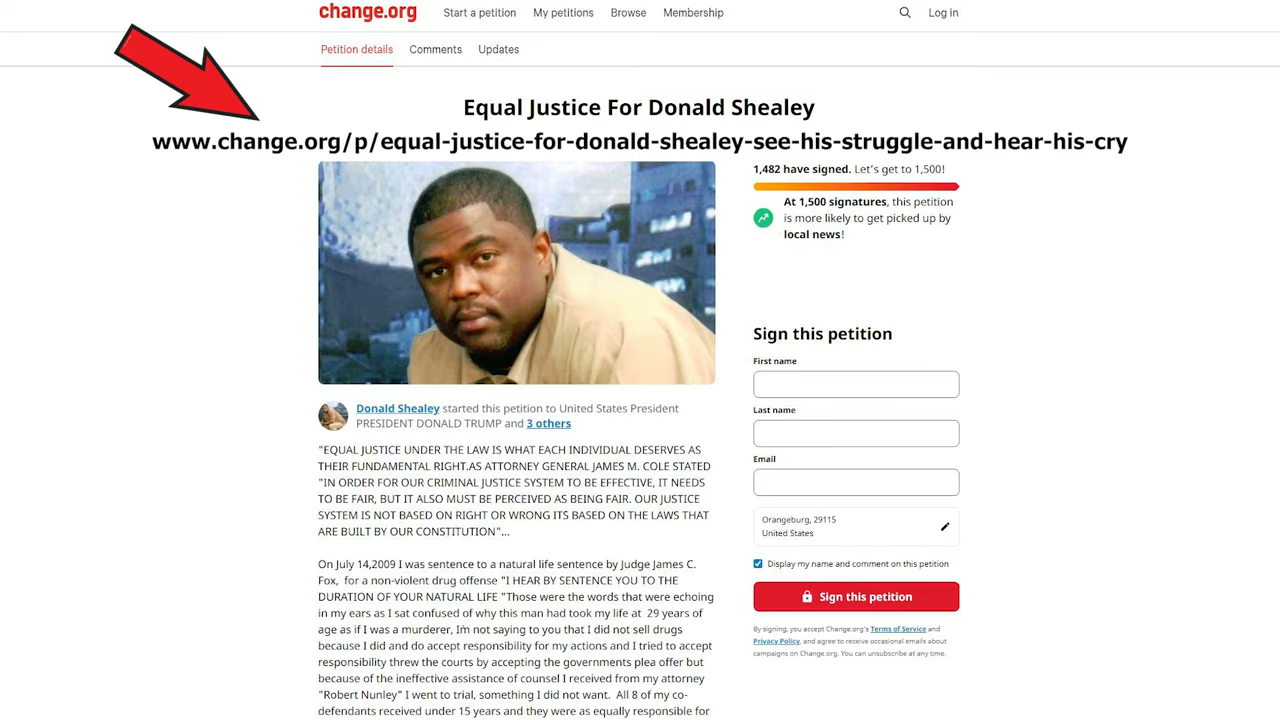 change.org Start a petition My petitions Browse Membership Log in
Petition details Comments Updates
Equal Justice For Donald Shealey
www.change.org/p/equal-justice-for-donald-shealey-see-his-struggle-and-hear-his-cry
1,482 have signed. Let's get to 1,500!
At 1,500 signatures, this petition
is more likely to get picked up by
local news!
Donald Shealey started this petition to United States President
PRESIDENT DONALD TRUMP and 3 others
"EQUAL JUSTICE UNDER THE LAW IS WHAT EACH INDIVIDUAL DESERVES AS
THEIR FUNDAMENTAL RIGHT.AS ATTORNEY GENERAL JAMES M. COLE STATED
"IN ORDER FOR OUR CRIMINAL JUSTICE SYSTEM TO BE EFFECTIVE, IT NEEDS
TO BE FAIR, BUT IT ALSO MUST BE PERCEIVED AS BEING FAIR. OUR JUSTICE
SYSTEM IS NOT BASED ON RIGHT OR WRONG ITS BASED ON THE LAWS THAT
ARE BUILT BY OUR CONSTITUTION"...
On July 14,2009 I was sentence to a natural life sentence by Judge James C.
Fox, for a non-violent drug offense "I HEAR BY SENTENCE YOU TO THE
DURATION OF YOUR NATURAL LIFE "Those were the words that were echoing
in my ears as I sat confused of why this man had took my life at 29 years of
age as if I was a murderer, Im not saying to you that I did not sell drugs
because I did and do accept responsibility for my actions and I tried to accept
responsibility threw the courts by accepting the governments plea offer but
because of the ineffective assistance of counsel I received from my attorney
"Robert Nunley" I went to trial, something I did not want. All 8 of my co-
defendants received under 15 years and they were as equally responsible for
Sign this petition
First name
Last name
Email
Orangeburg, 29115
United States
Display my name and comment on this petition
Sign this petition
By signing, you accept Change.org's Terms of Service and
Privacy Policy, and agree to receive occasional emails about
campaigns on Change.org. You can unsubscribe at any time.